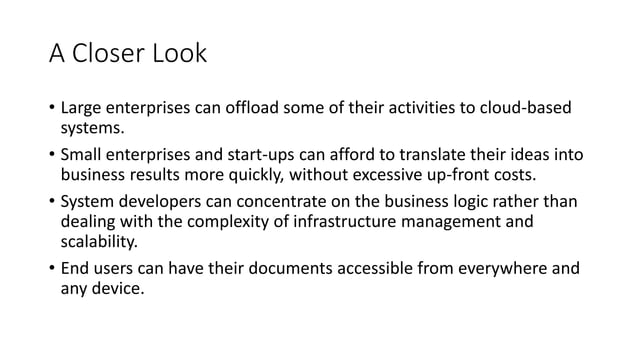 A Closer Look
• Large enterprises can offload some of their activities to cloud-based
systems.
• Small enterprises and start-ups can afford to translate their ideas into
business results more quickly, without excessive up-front costs.
• System developers can concentrate on the business logic rather than
dealing with the complexity of infrastructure management and
scalability.
• End users can have their documents accessible from everywhere and
any device.